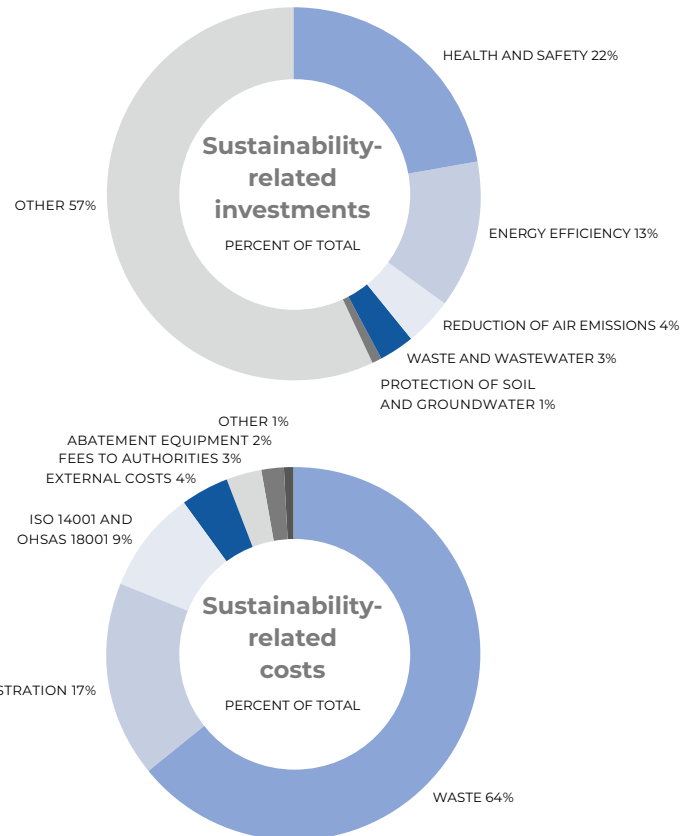 HEALTH AND SAFETY 22%
Sustainability-
related
investments
PERCENT OF TOTAL
OTHER 57%
ENERGY EFFICIENCY 13%
REDUCTION OF AIR EMISSIONS 4%
WASTE AND WASTEWATER 3%
PROTECTION OF SOIL
AND GROUNDWATER 1%
OTHER 1%
ABATEMENT EQUIPMENT 2%
FEES TO AUTHORITIES 3%
EXTERNAL COSTS 4%
ISO 14001 AND
OHSAS 18001 9%
Sustainability-
related
costs
PERCENT OF TOTAL
17%
WASTE 64%